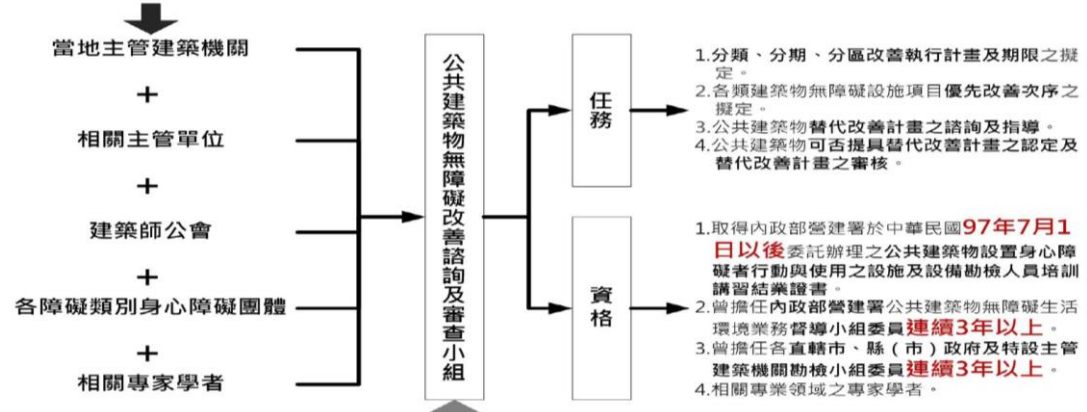 當地主管建築機關
+
相關主管單位
+
建築師公會
+
各障礙類別身心障礙團體
+
相關專家學者
公共建築物無障礙改善諮詢及審查小組
任務
1.分類、分期、分區改善執行計畫及期限之擬
定。
2.各類建築物無障礙設施項目優先改善次序之
擬定。
3.公共建築物替代改善計畫之諮詢及指導。
4.公共建築物可否提具替代改善計畫之認定及
替代改善計畫之審核。
資格
1.取得內政部營建署於中華民國97年7月1
日以後委託辦理之公共建築物設置身心障
礙者行動與使用之設施及設備勘檢人員培訓
講習結業證書。
2.曾擔任內政部營建署公共建築物無障礙生活
環境業務督導小組委員連續3年以上。
3.曾擔任各直轄市、縣（市）政府及特設主管
建築機關勘檢小組委員連續3年以上。
4.相關專業領域之專家學者。